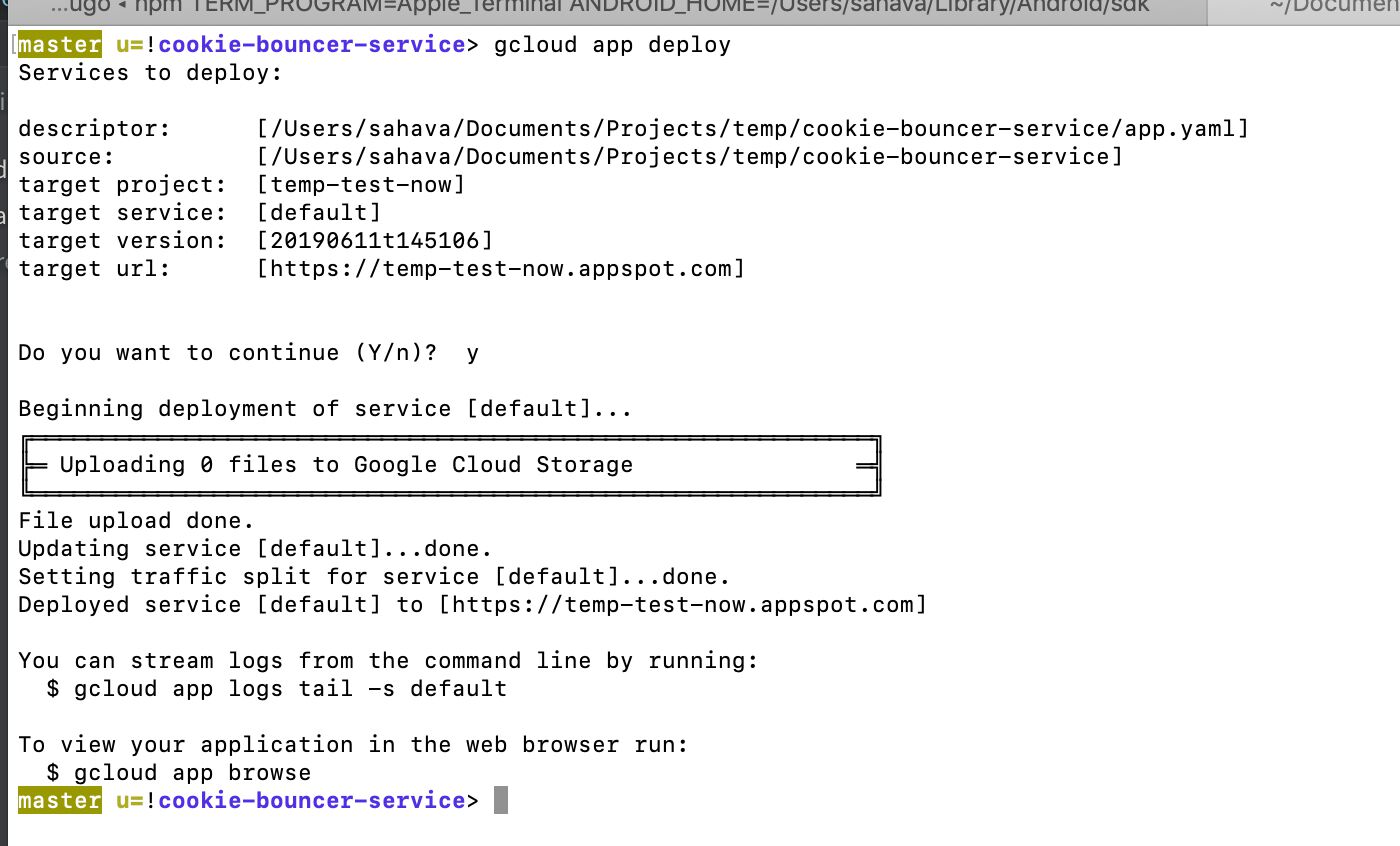 ...ugo ◂ npm TERM_PROGRAM=Apple_Terminal ANDROID_HOME=/Users/sahava/Library/Android/sdk ~/Documen
master u=!cookie-bouncer-service> gcloud app deploy
Services to deploy:
descriptor: [/Users/sahava/Documents/Projects/temp/cookie-bouncer-service/app.yaml]
source: [/Users/sahava/Documents/Projects/temp/cookie-bouncer-service]
target project: [temp-test-now]
target service: [default]
target version: [20190611t145106]
target url: [https://temp-test-now.appspot.com]
Do you want to continue (Y/n)? y
Beginning deployment of service [default]...
Uploading 0 files to Google Cloud Storage
File upload done.
Updating service [default]...done.
Setting traffic split for service [default]...done.
Deployed service [default] to [https://temp-test-now.appspot.com]
You can stream logs from the command line by running:
$ gcloud app logs tail -s default
To view your application in the web browser run:
$ gcloud app browse
master u=!cookie-bouncer-service>